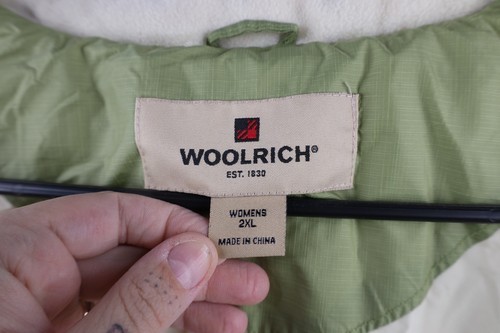 WOOLRICH®
EST. 1830
WOMENS
2XL
MADE IN CHINA